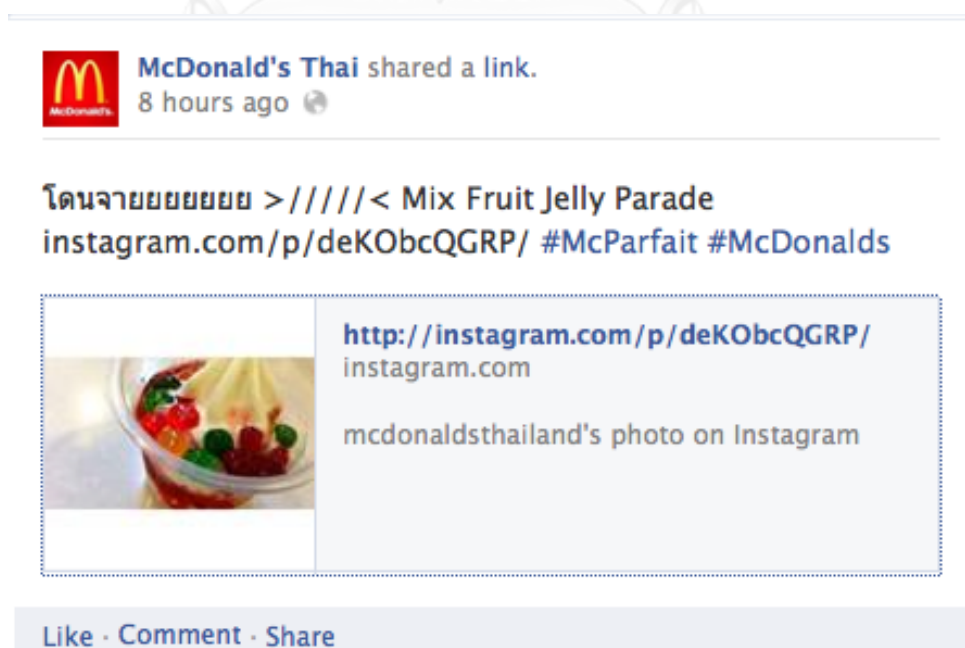 McDonald's Thai shared a link.
McDonald's.
8 hours ago
โดนจายยยยยยย >/////< Mix Fruit Jelly Parade
instagram.com/p/deKObcQGRP/ #McParfait #McDonalds
http://instagram.com/p/deKObcQGRP/
instagram.com
mcdonaldsthailand's photo on Instagram
Like · Comment · Share